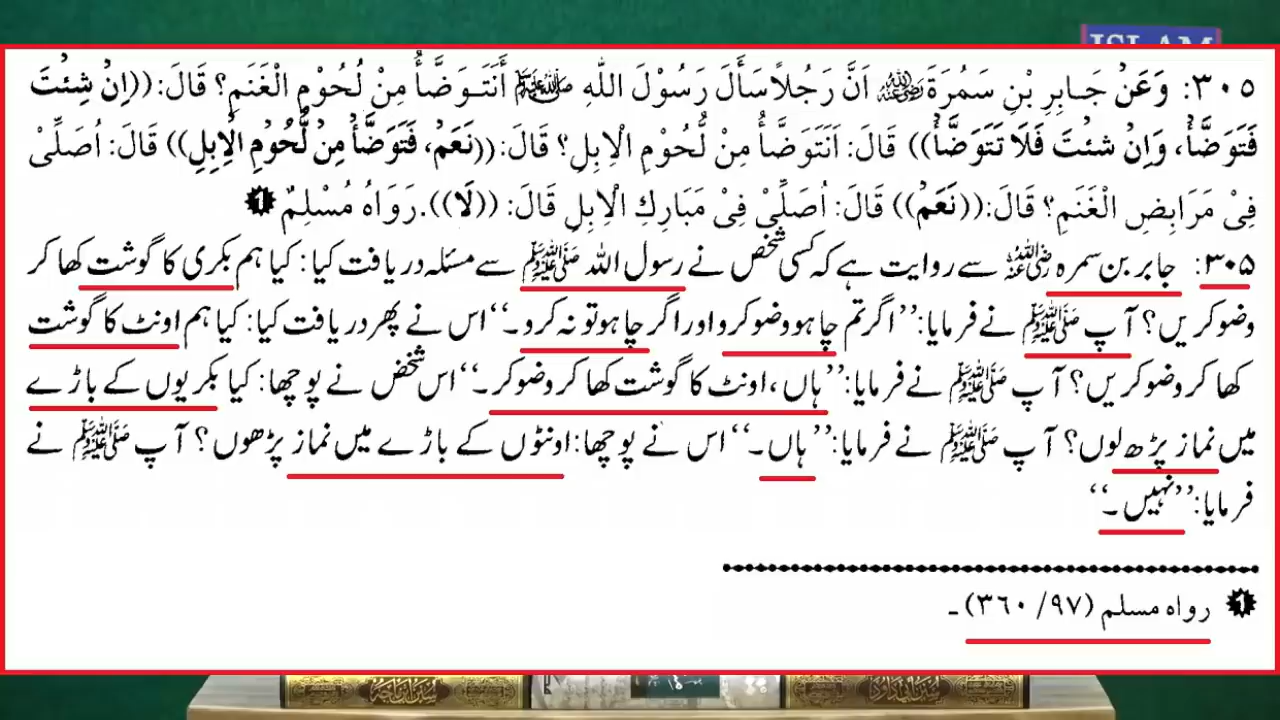 ISLAM
۳۰۵: وَعَنْ جَابِرِ بْنِ سَمُرَةَ رضی اللہ عنہ اَنَّ رَجُلًا سَأَلَ رَسُوْلَ اللّٰهِ ﷺ أَنَتَوَضَّأُ مِنْ لُحُوْمِ الْغَنَمِ؟ قَالَ: ((اِنْ شِئْتَ
فَتَوَضَّأْ، وَاِنْ شئْتَ فَلَا تَتَوَضَّأْ)) قَالَ: اَنَتَوَضَّأُ مِنْ لُّحُوْمِ الْاِبِلِ؟ قَالَ: ((نَعَمْ، فَتَوَضَّأْ مِنْ لُّحُوْمِ الْاِبِلِ)) قَالَ: اُصَلِّيْ
فِيْ مَرَابِضِ الْغَنَمِ؟ قَالَ: ((نَعَمْ)) قَالَ: اُصَلِّيْ فِيْ مَبَارِكِ الْاِبِلِ قَالَ: ((لَا)). رَوَاهُ مُسْلِمٌ ❶
۳۰۵: جابر بن سمرہ رضی اللہ عنہ سے روایت ہے کہ کسی شخص نے رسول اللہ ﷺ سے مسئلہ دریافت کیا: کیا ہم بکری کا گوشت کھا کر
وضو کریں؟ آپ ﷺ نے فرمایا: ’’اگر تم چاہو وضو کرو اور اگر چاہو تو نہ کرو۔‘‘ اس نے پھر دریافت کیا: کیا ہم اونٹ کا گوشت
کھا کر وضو کریں؟ آپ ﷺ نے فرمایا: ’’ہاں، اونٹ کا گوشت کھا کر وضو کر۔‘‘ اس شخص نے پوچھا: کیا بکریوں کے باڑے
میں نماز پڑھ لوں؟ آپ ﷺ نے فرمایا: ’’ہاں۔‘‘ اس نے پوچھا: اونٹوں کے باڑے میں نماز پڑھوں؟ آپ ﷺ نے
فرمایا: ’’نہیں۔‘‘
❶ رواه مسلم (۹۷/ ۳٦۰)۔